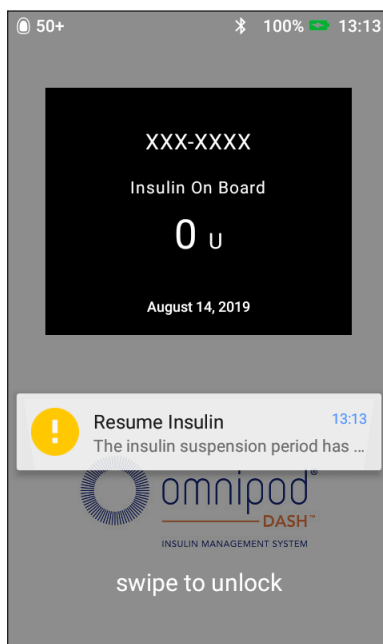 50+ 100% 13:13
XXX-XXXX
Insulin On Board
0 U
August 14, 2019
Resume Insulin 13:13
The insulin suspension period has ...
omnipod®
DASH™
INSULIN MANAGEMENT SYSTEM
swipe to unlock